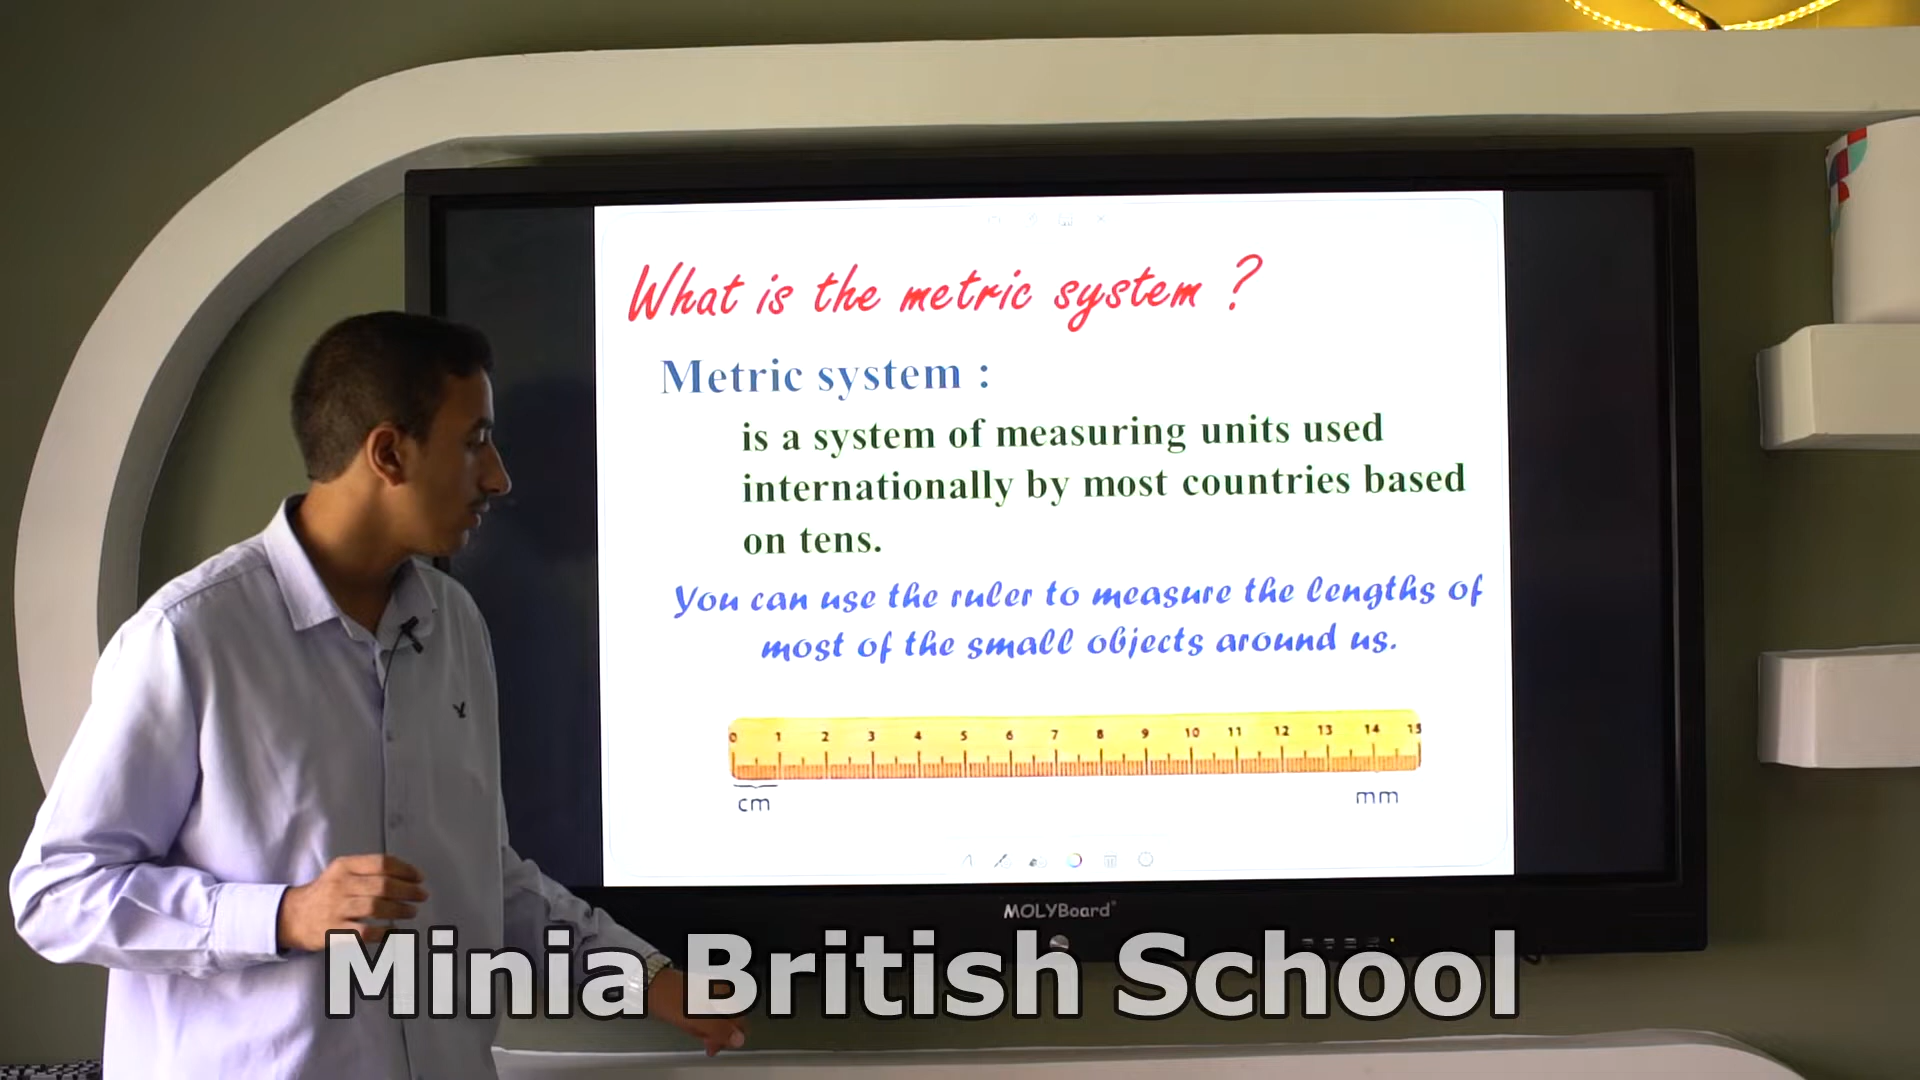 What is the metric system ?
Metric system :
is a system of measuring units used
internationally by most countries based
on tens.
You can use the ruler to measure the lengths of
most of the small objects around us.
0 1 2 3 4 5 6 7 8 9 10 11 12 13 14 15
cm mm
MOLYBoard
Minia British School